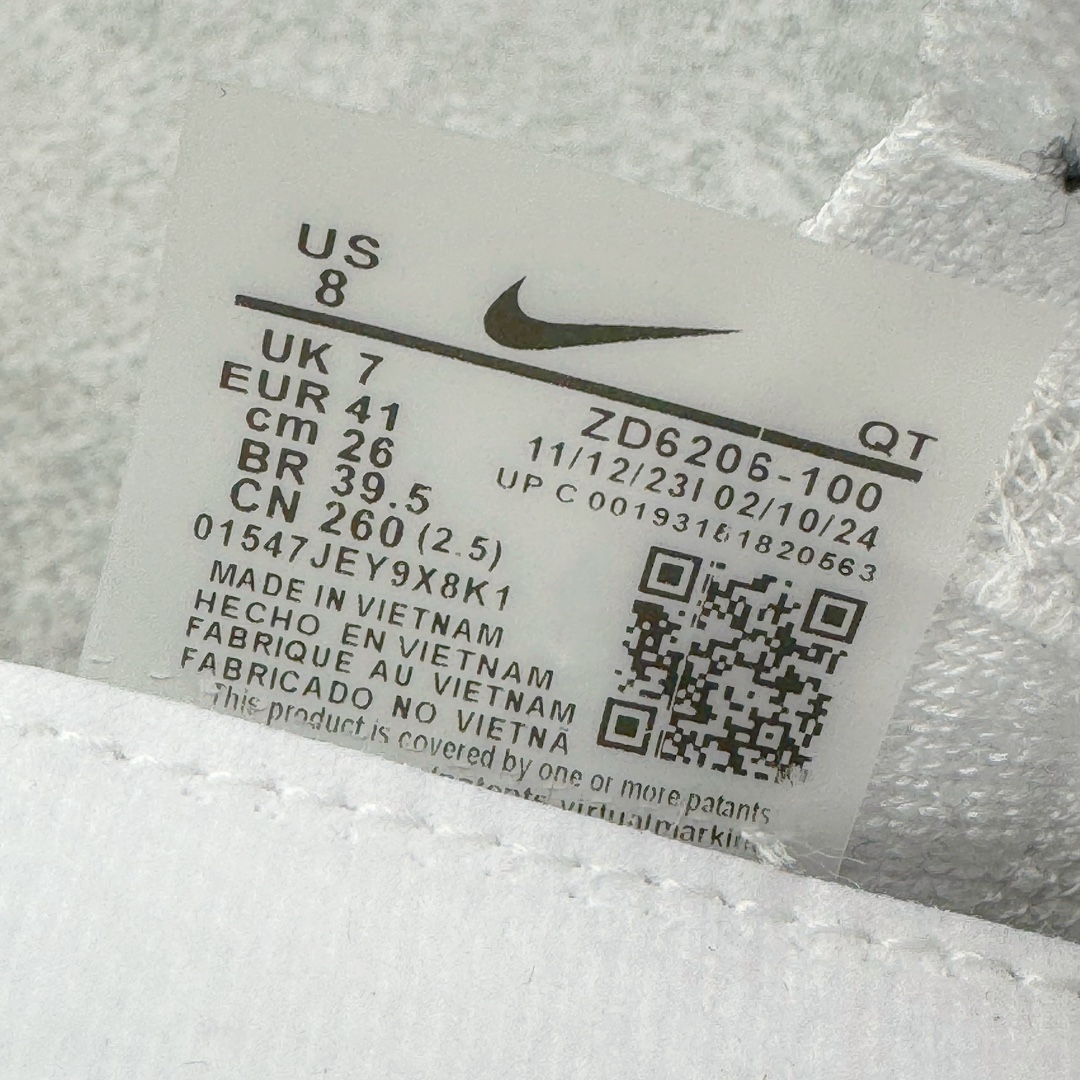 US
8
QT
UK 7
EUR 41
cm 26
BR 39.5
CN 260 (2.5)
01547JEY9X8K1
ZD6206-100
11/12/23I 02/10/24
UPC 00193151820563
MADE IN VIETNAM
HECHO EN VIETNAM
FABRIQUE AU VIETNAM
FABRICADO NO VIETNÃ
This product is covered by one or more patants
virtualmarkin